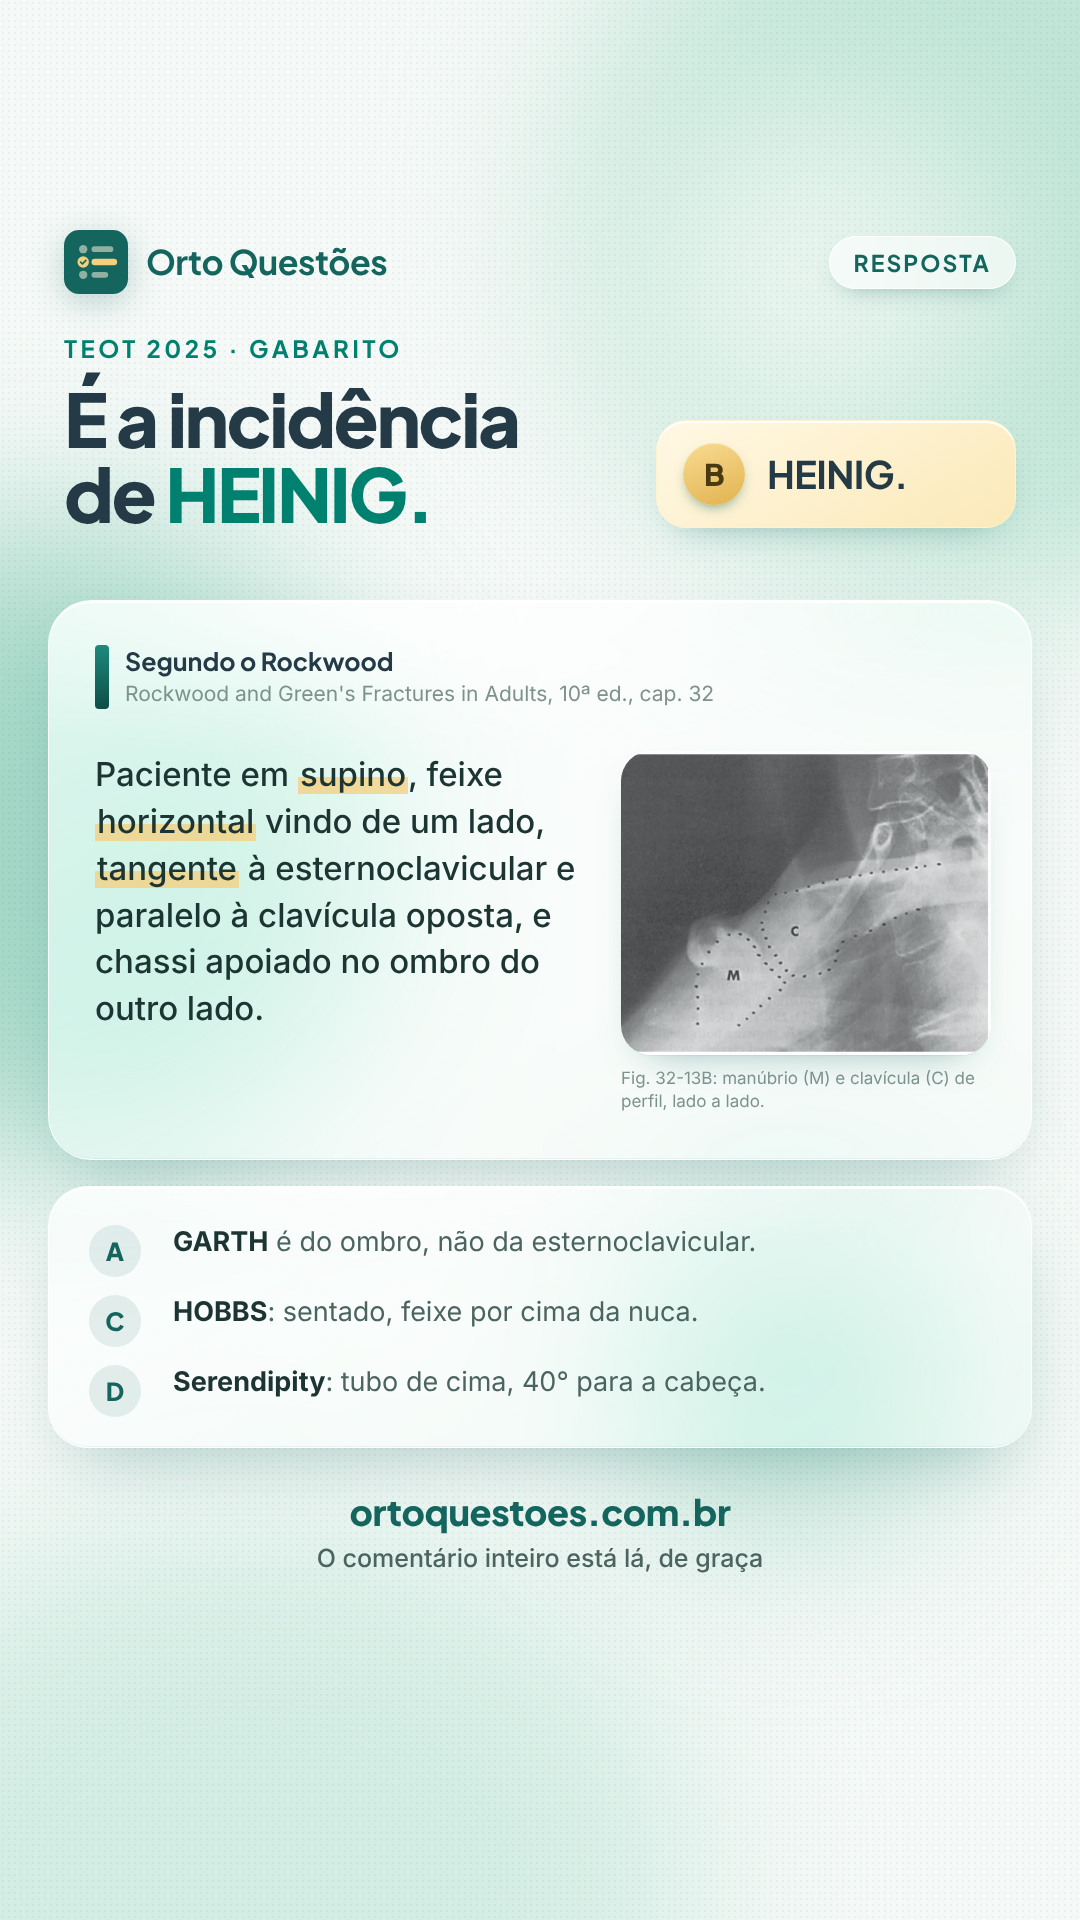 Orto Questões
RESPOSTA
TEOT 2025 · GABARITO
É a incidência
de HEINIG.
B HEINIG.
Segundo o Rockwood
Rockwood and Green's Fractures in Adults, 10ª ed., cap. 32
Paciente em supino, feixe
horizontal vindo de um lado,
tangente à esternoclavicular e
paralelo à clavícula oposta, e
chassi apoiado no ombro do
outro lado.
C
M
Fig. 32-13B: manúbrio (M) e clavícula (C) de
perfil, lado a lado.
A GARTH é do ombro, não da esternoclavicular.
C HOBBS: sentado, feixe por cima da nuca.
D Serendipity: tubo de cima, 40° para a cabeça.
ortoquestoes.com.br
O comentário inteiro está lá, de graça